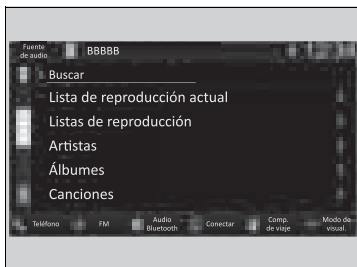 Fuente
de audio
BBBBB
Buscar
Lista de reproducción actual
Listas de reproducción
Artistas
Álbumes
Canciones
Teléfono
FM
Audio
Bluetooth
Conectar
Comp.
de viaje
Modo de
visual.